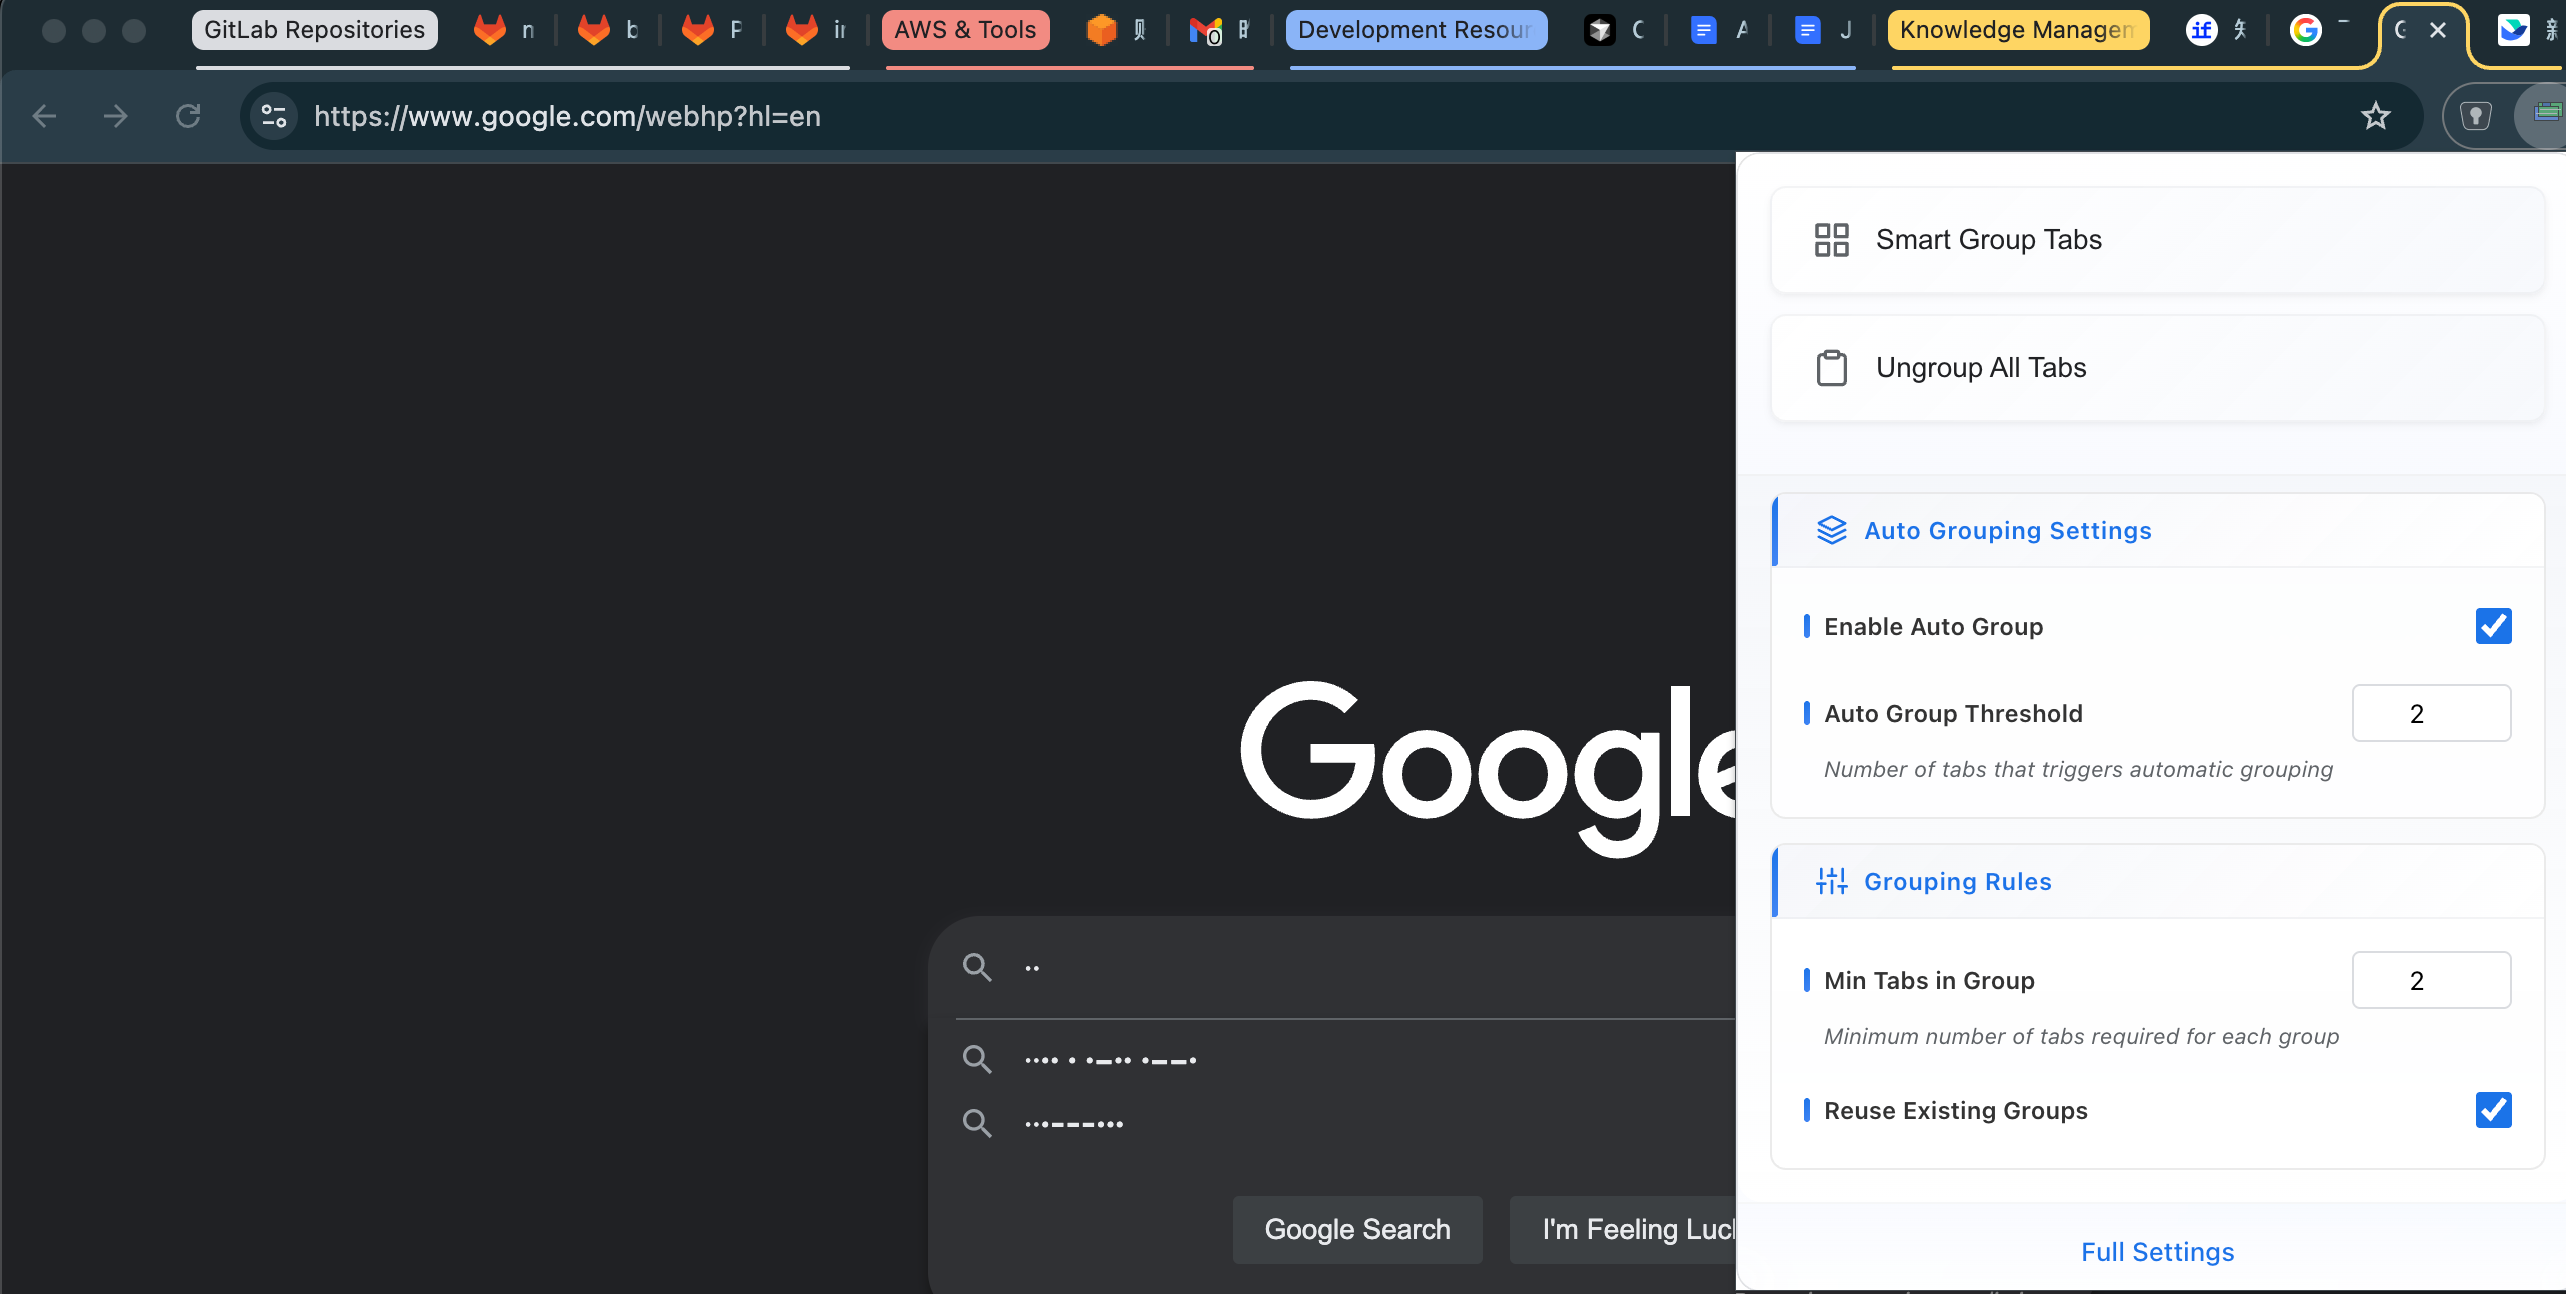 GitLab Repositories n b P ir AWS & Tools Development Resour C A J Knowledge Managem
https://www.google.com/webhp?hl=en
Smart Group Tabs
Ungroup All Tabs
Auto Grouping Settings
Enable Auto Group
Auto Group Threshold 2
Number of tabs that triggers automatic grouping
Google
Grouping Rules
Min Tabs in Group 2
Minimum number of tabs required for each group
Reuse Existing Groups
••
•••• • •–•• •––•
•••–––•••
Google Search I'm Feeling Luc
Full Settings